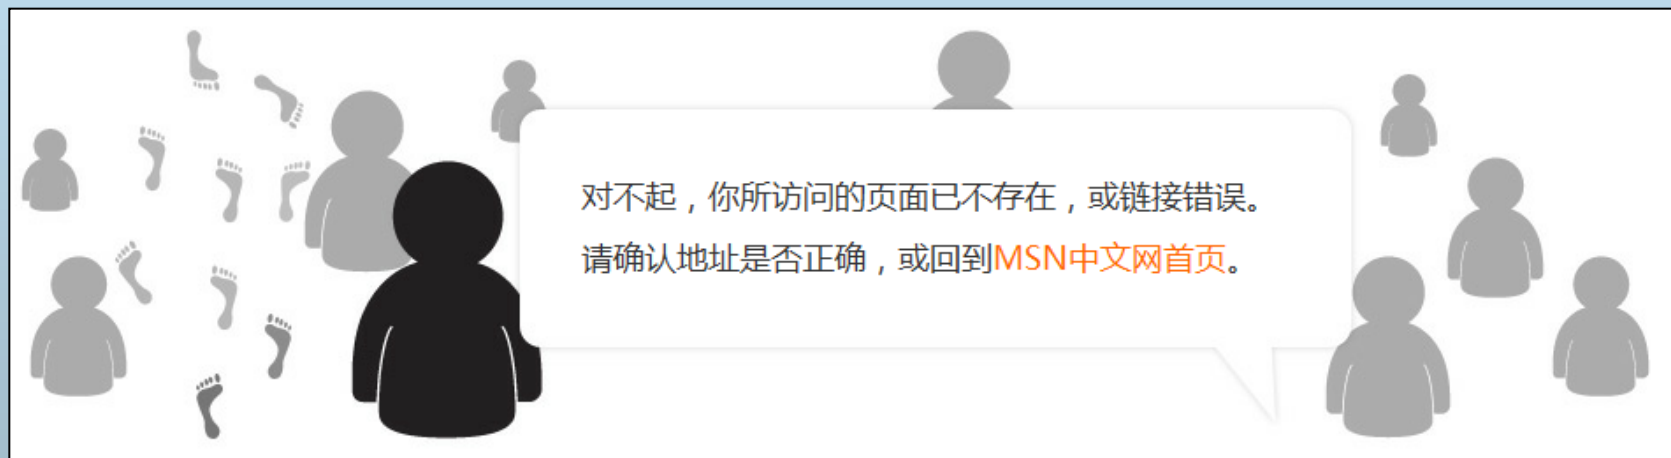 对不起，你所访问的页面已不存在，或链接错误。
请确认地址是否正确，或回到MSN中文网首页。